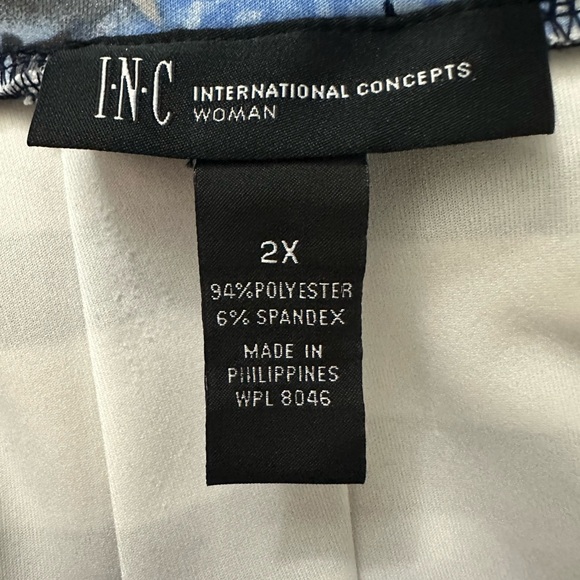 I·N·C INTERNATIONAL CONCEPTS
WOMAN
2X
94%POLYESTER
6% SPANDEX
MADE IN
PHILIPPINES
WPL 8046